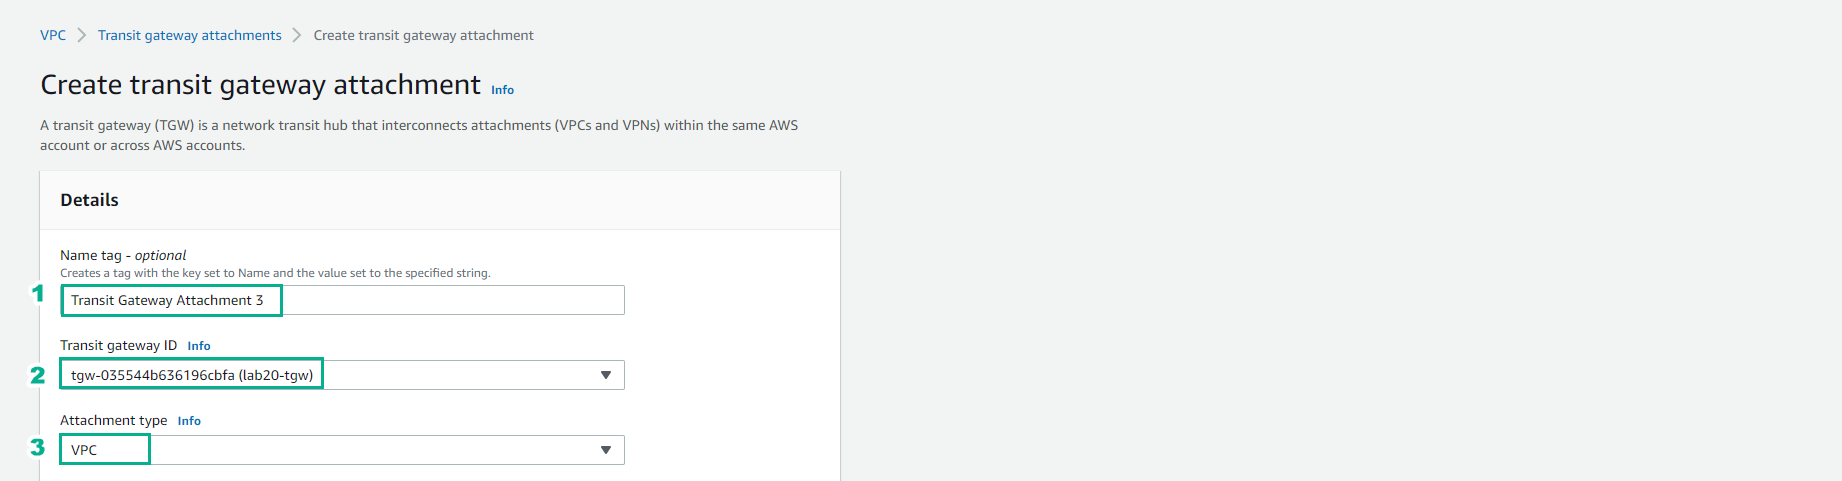 VPC > Transit gateway attachments > Create transit gateway attachment
Create transit gateway attachment Info
A transit gateway (TGW) is a network transit hub that interconnects attachments (VPCs and VPNs) within the same AWS
account or across AWS accounts.
Details
Name tag - optional
Creates a tag with the key set to Name and the value set to the specified string.
1 Transit Gateway Attachment 3
Transit gateway ID Info
2 tgw-035544b636196cbfa (lab20-tgw)
Attachment type Info
3 VPC